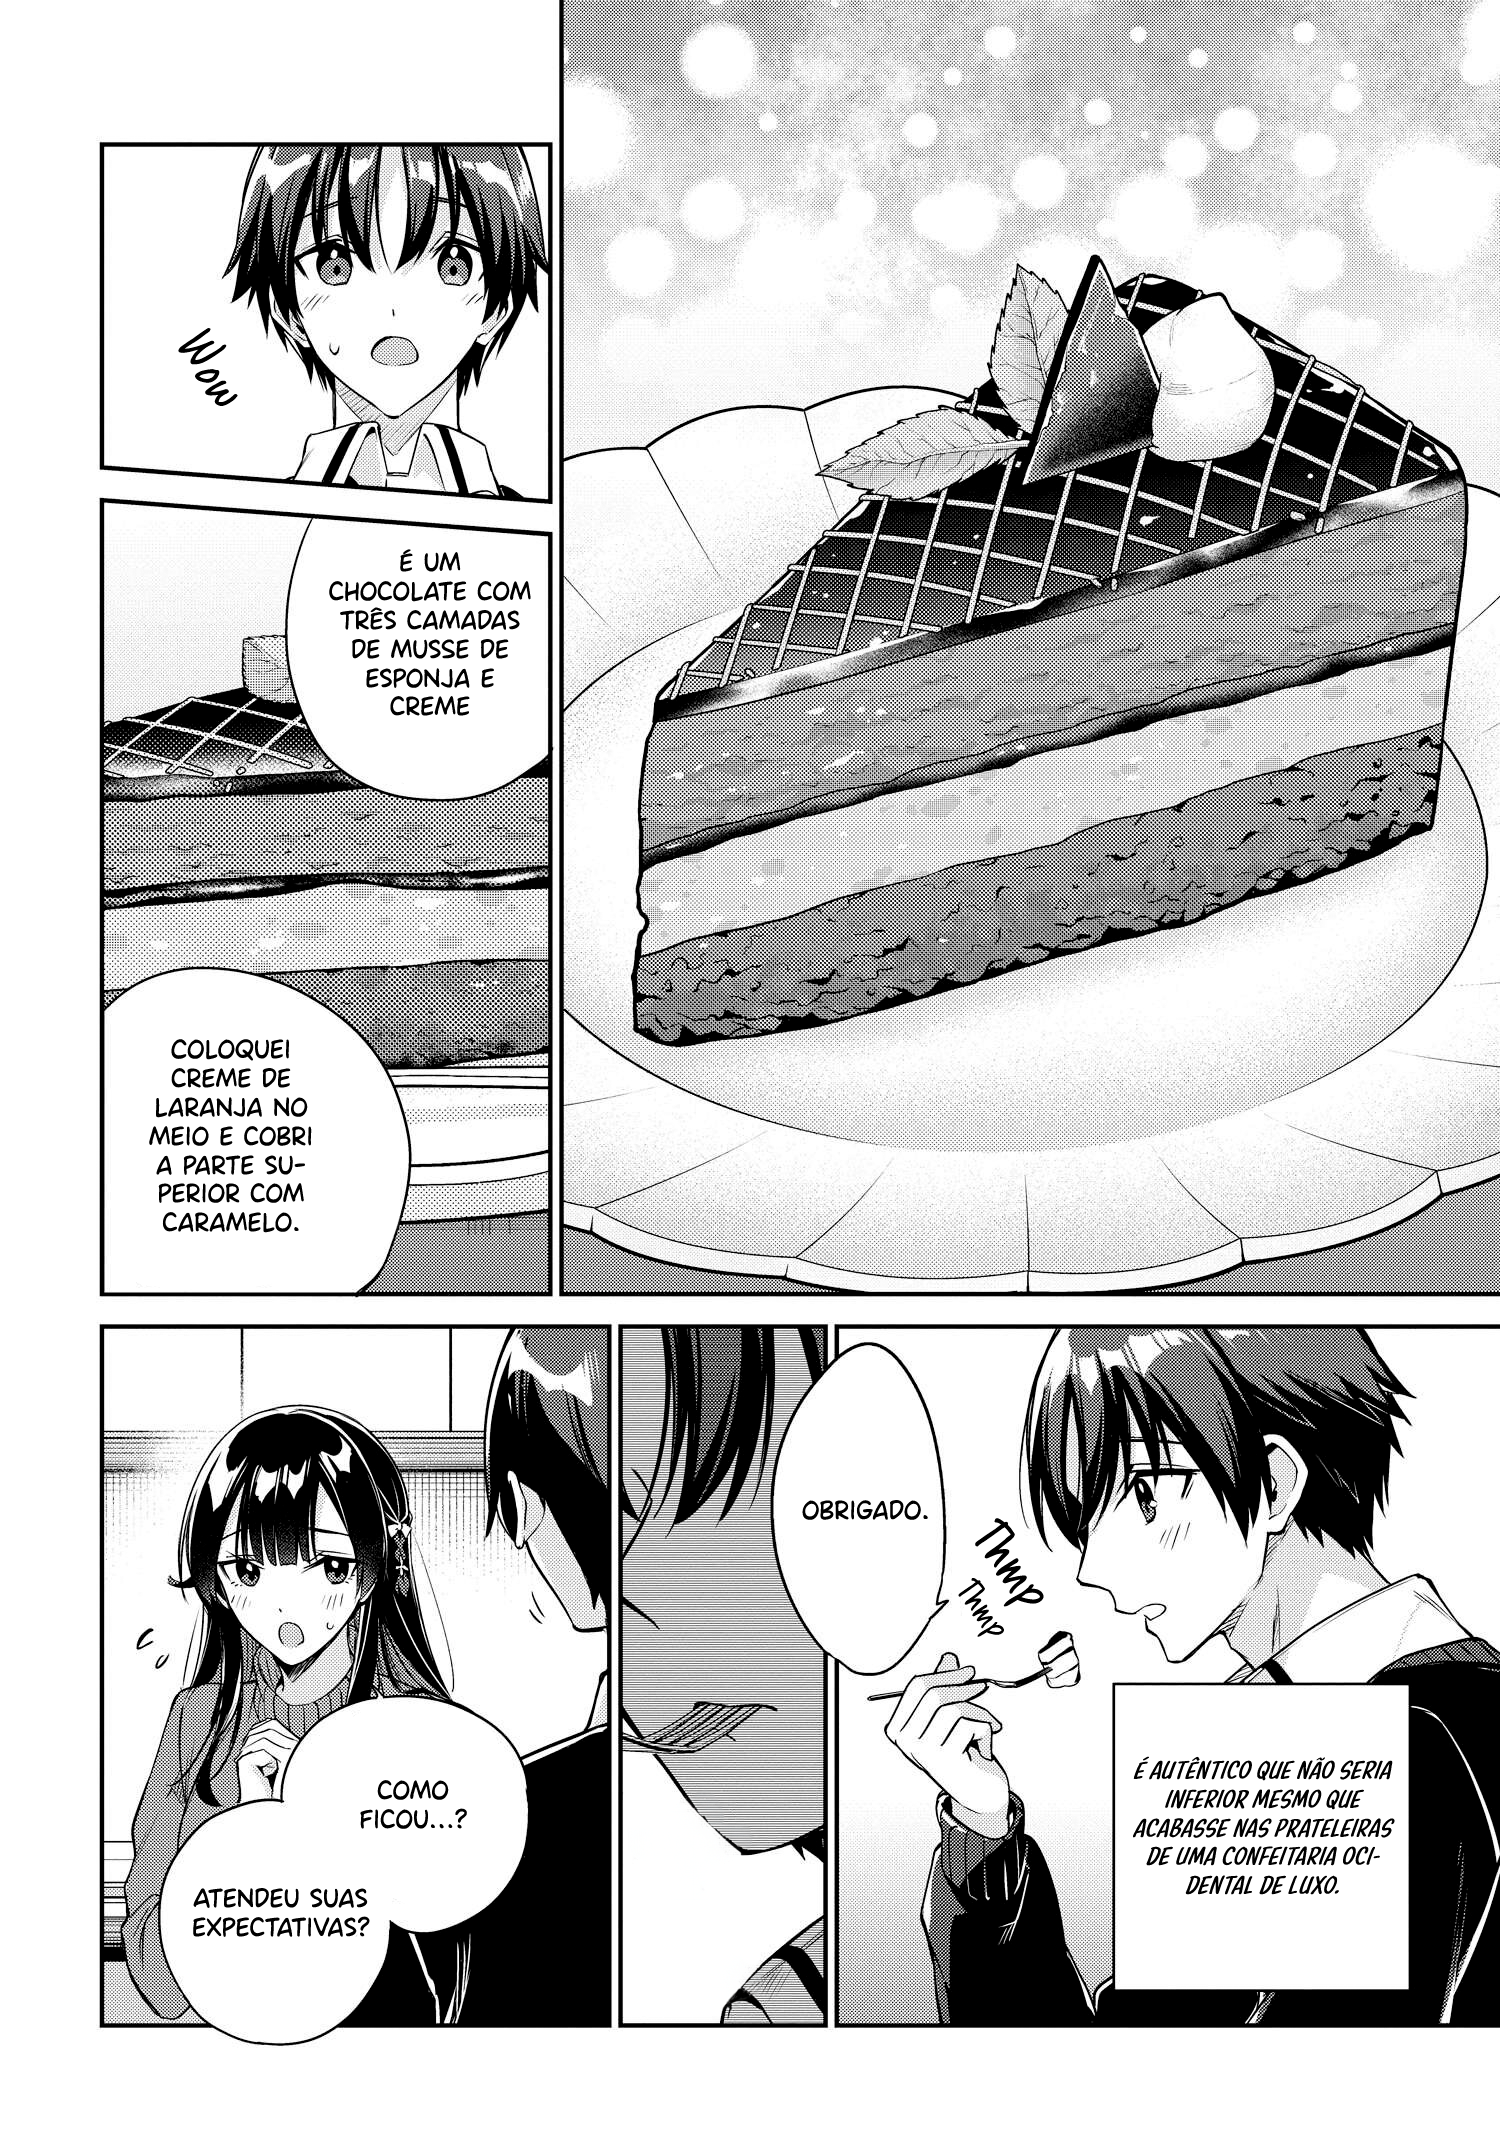 Wow
É UM
CHOCOLATE COM
TRÊS CAMADAS
DE MUSSE DE
ESPONJA E
CREME
COLOQUEI
CREME DE
LARANJA NO
MEIO E COBRI
A PARTE SU-
PERIOR COM
CARAMELO.
OBRIGADO.
Thmp
Thmp
É AUTÊNTICO QUE NÃO SERIA
INFERIOR MESMO QUE
ACABASSE NAS PRATELEIRAS
DE UMA CONFEITARIA OCI-
DENTAL DE LUXO.
COMO
FICOU...?
ATENDEU SUAS
EXPECTATIVAS?